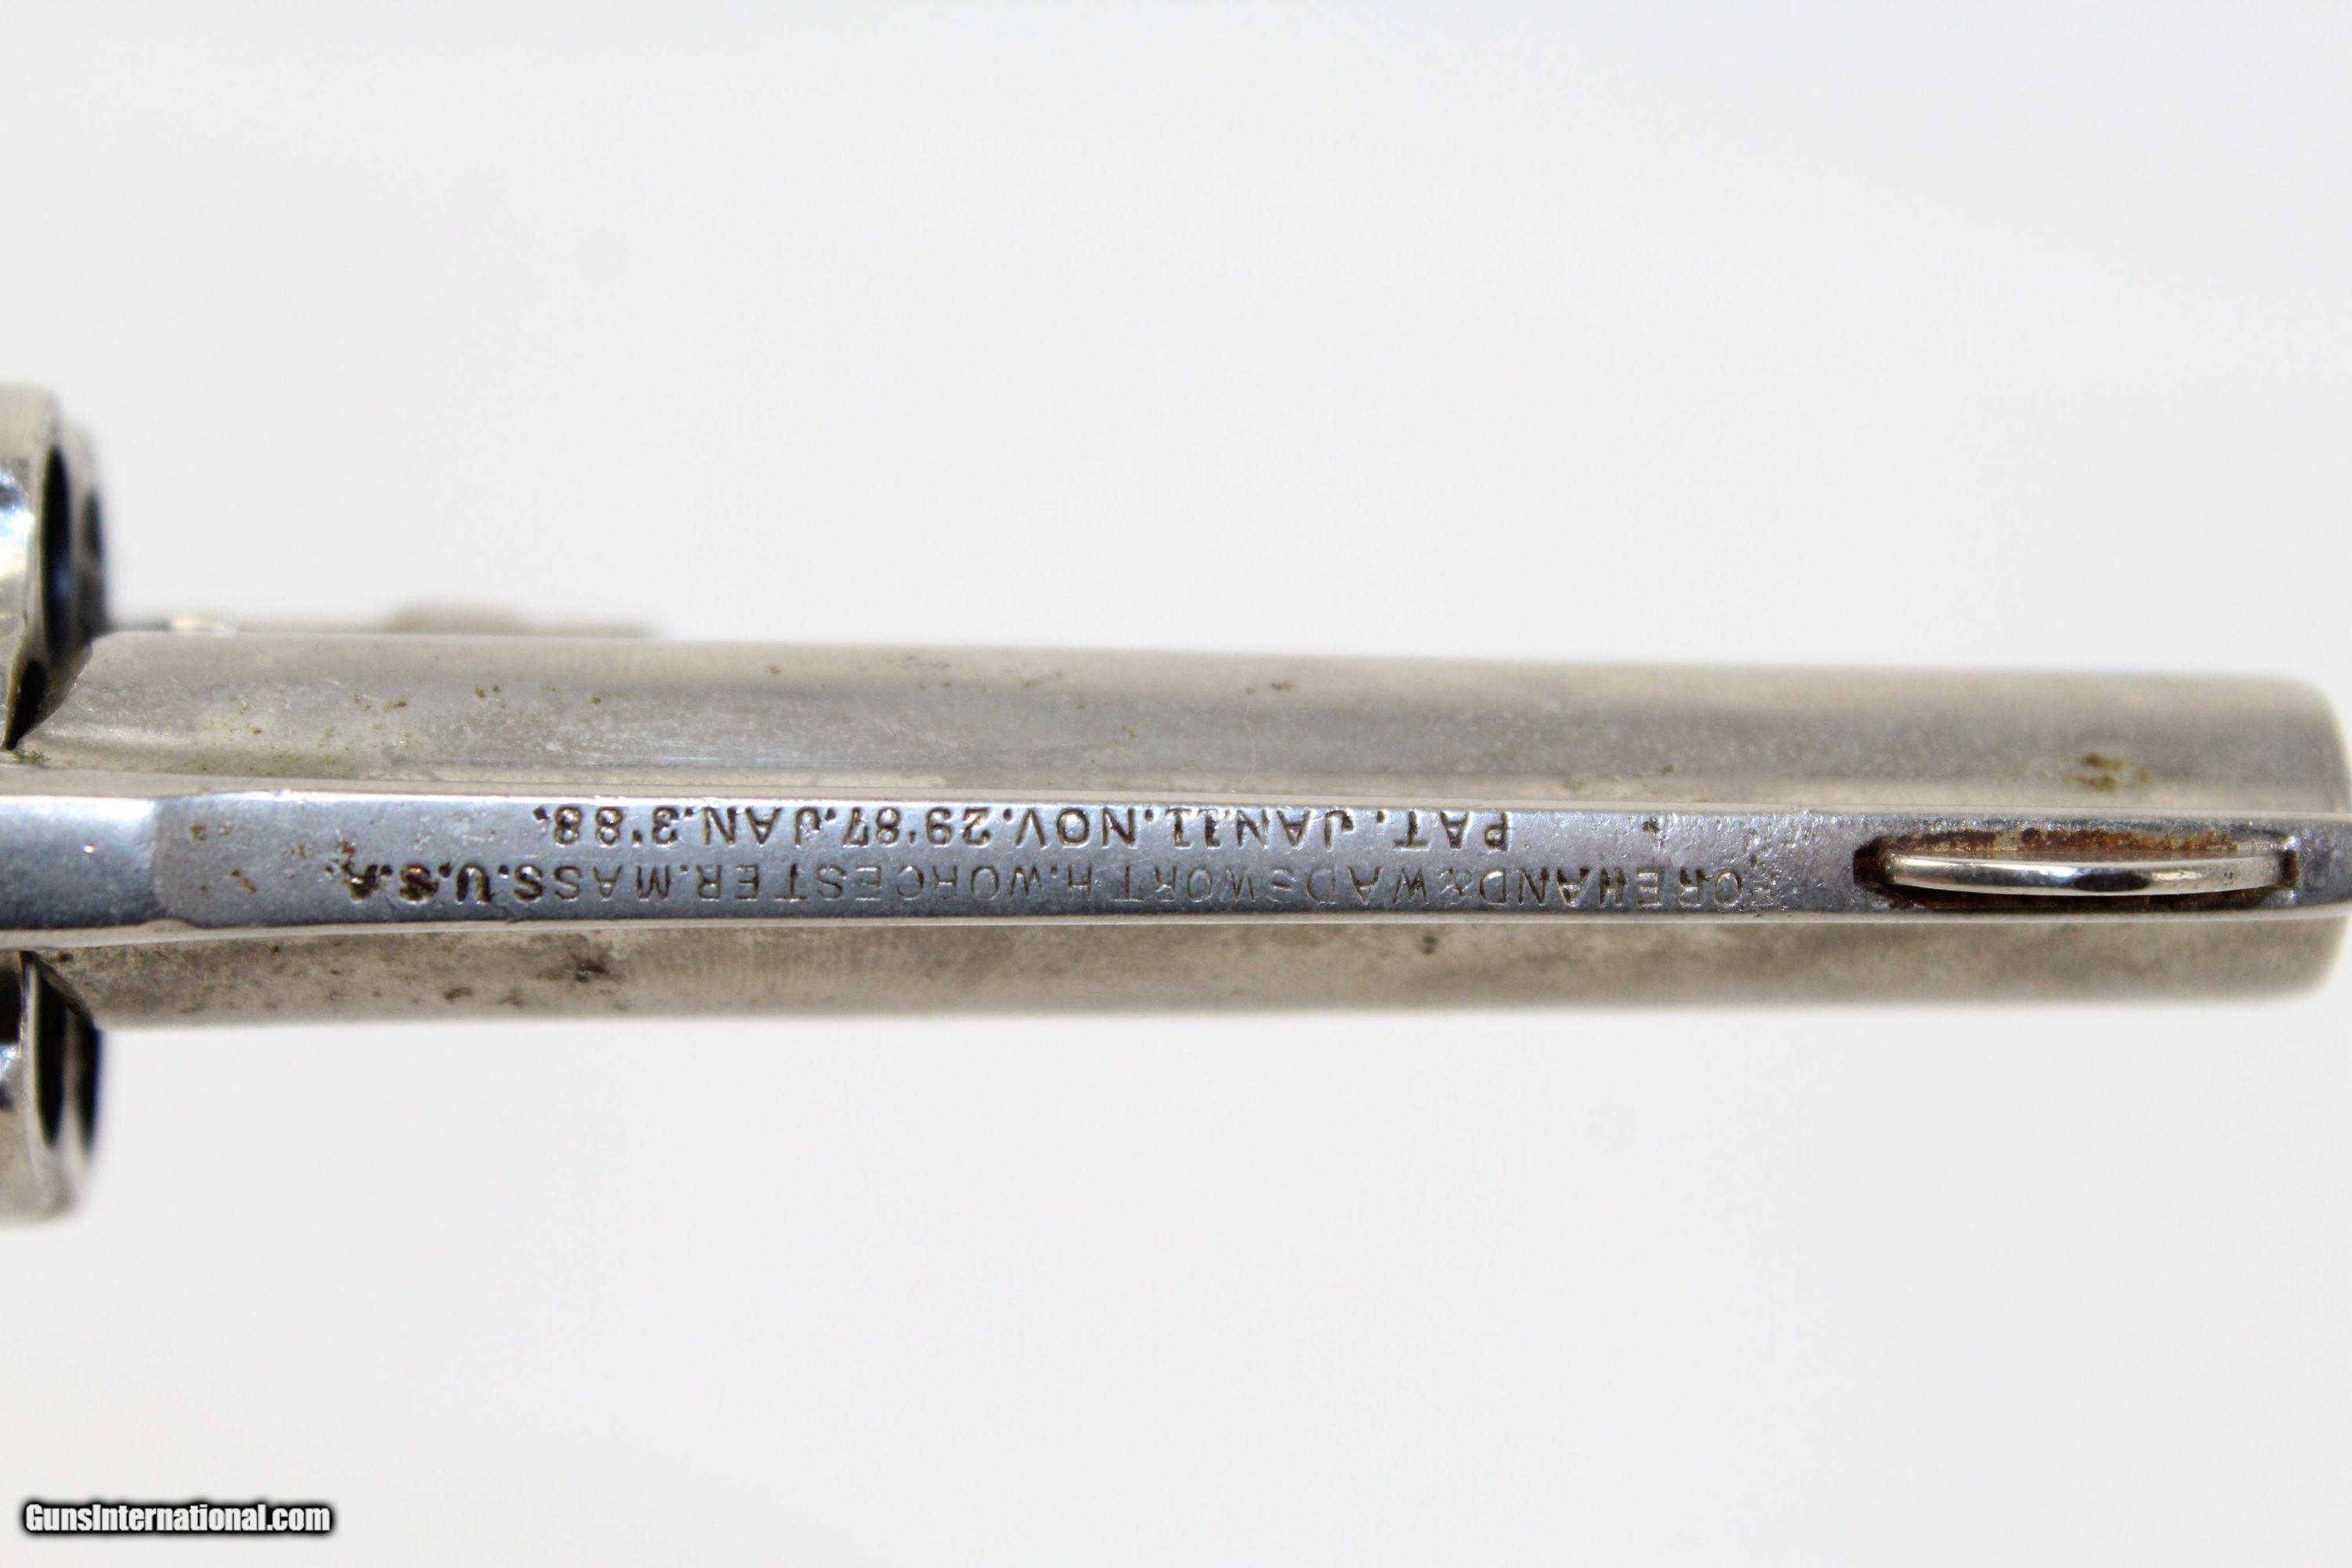 FOREHAND & WADSWORTH. WORCESTER. MASS. U.S.A.
PAT. JAN. 11. NOV. 29'87. JAN. 3'88.
GunsInternational.com